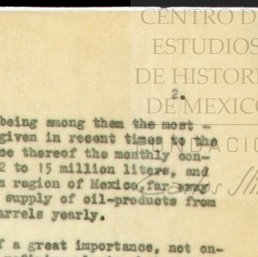 CENTRO D
ESTUDIOS
DE HISTORI
DE MEXICO
2.
being among them the most -
given in recent times to the
ce thereof the monthly con-
2 to 15 million liters, and
n region of Mexico, far away
supply of oil-products from
arrels yearly.
f a great importance, not on-